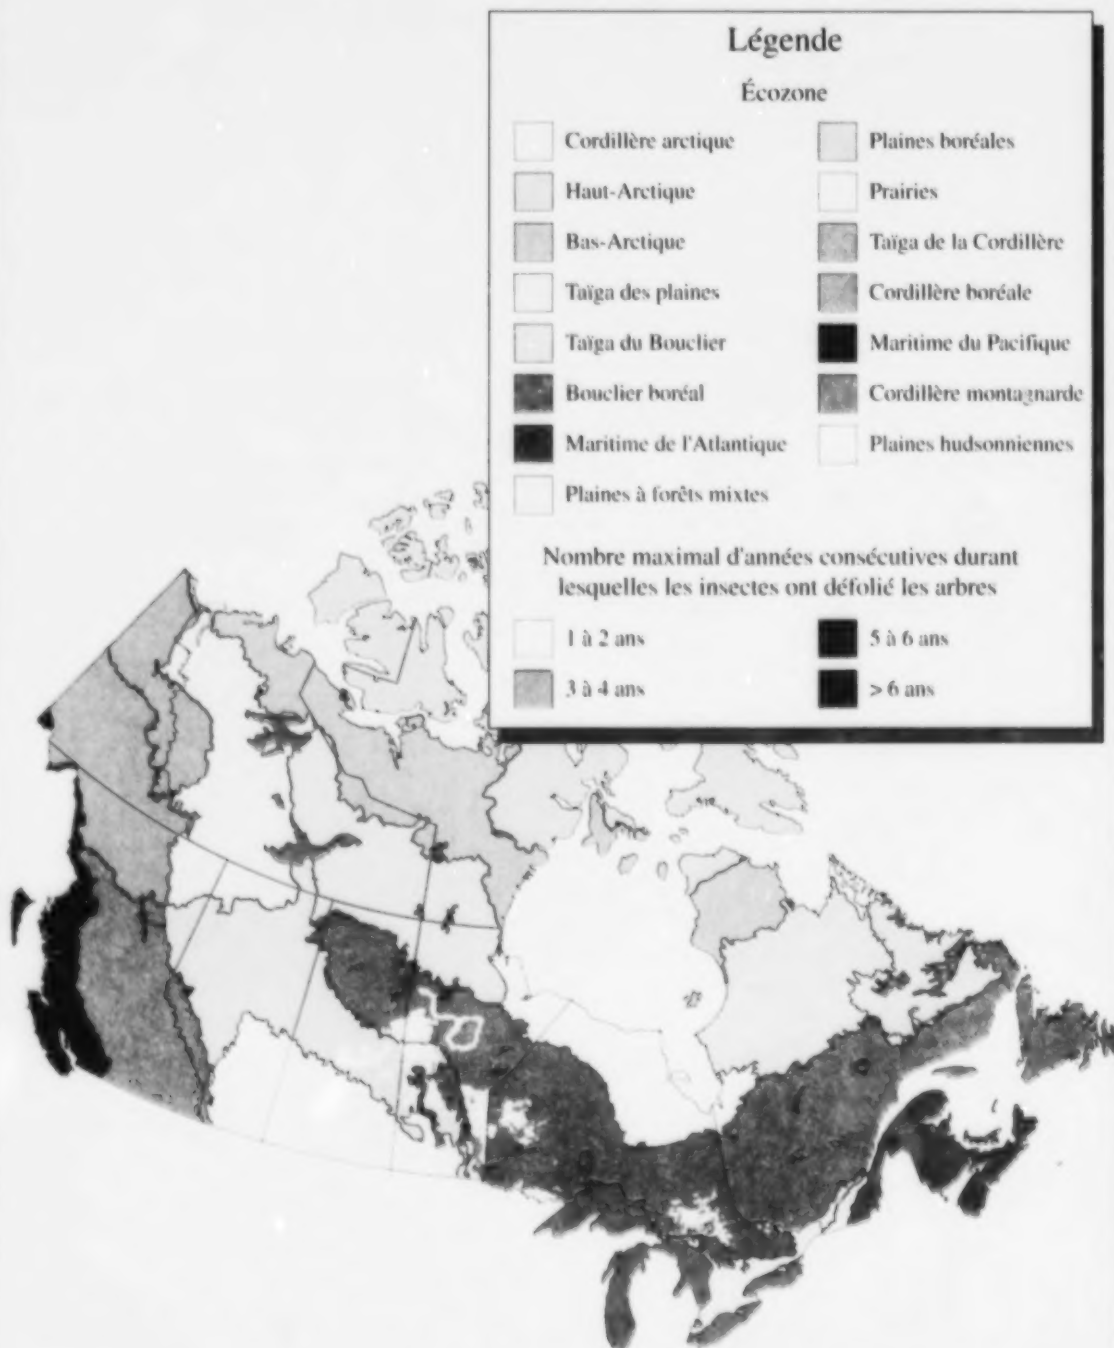 Légende
Écozone
Cordillère arctique
Haut-Arctique
Bas-Arctique
Taïga des plaines
Taïga du Bouclier
Bouclier boréal
Maritime de l'Atlantique
Plaines à forêts mixtes
Plaines boréales
Prairies
Taïga de la Cordillère
Cordillère boréale
Maritime du Pacifique
Cordillère montagnarde
Plaines hudsonniennes
Nombre maximal d'années consécutives durant
lesquelles les insectes ont défolié les arbres
1 à 2 ans
3 à 4 ans
5 à 6 ans
> 6 ans